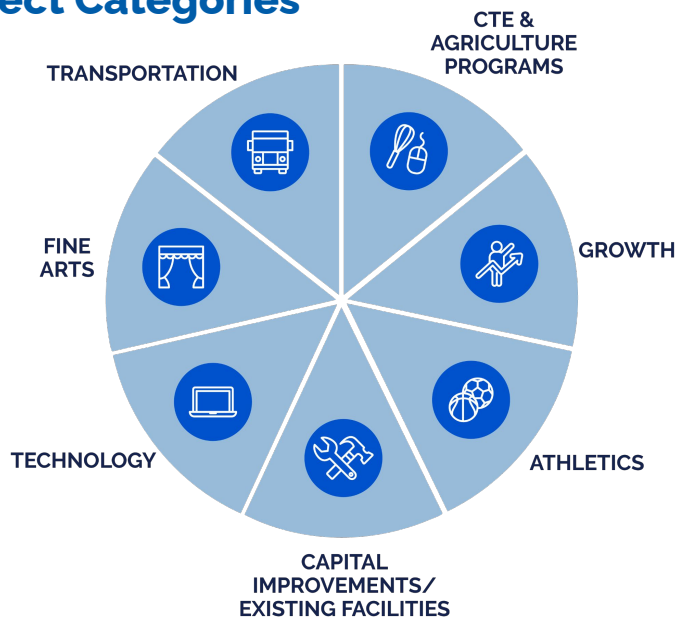 ect Categories
CTE &
AGRICULTURE
PROGRAMS
TRANSPORTATION
FINE
ARTS
GROWTH
TECHNOLOGY
ATHLETICS
CAPITAL
IMPROVEMENTS/
EXISTING FACILITIES